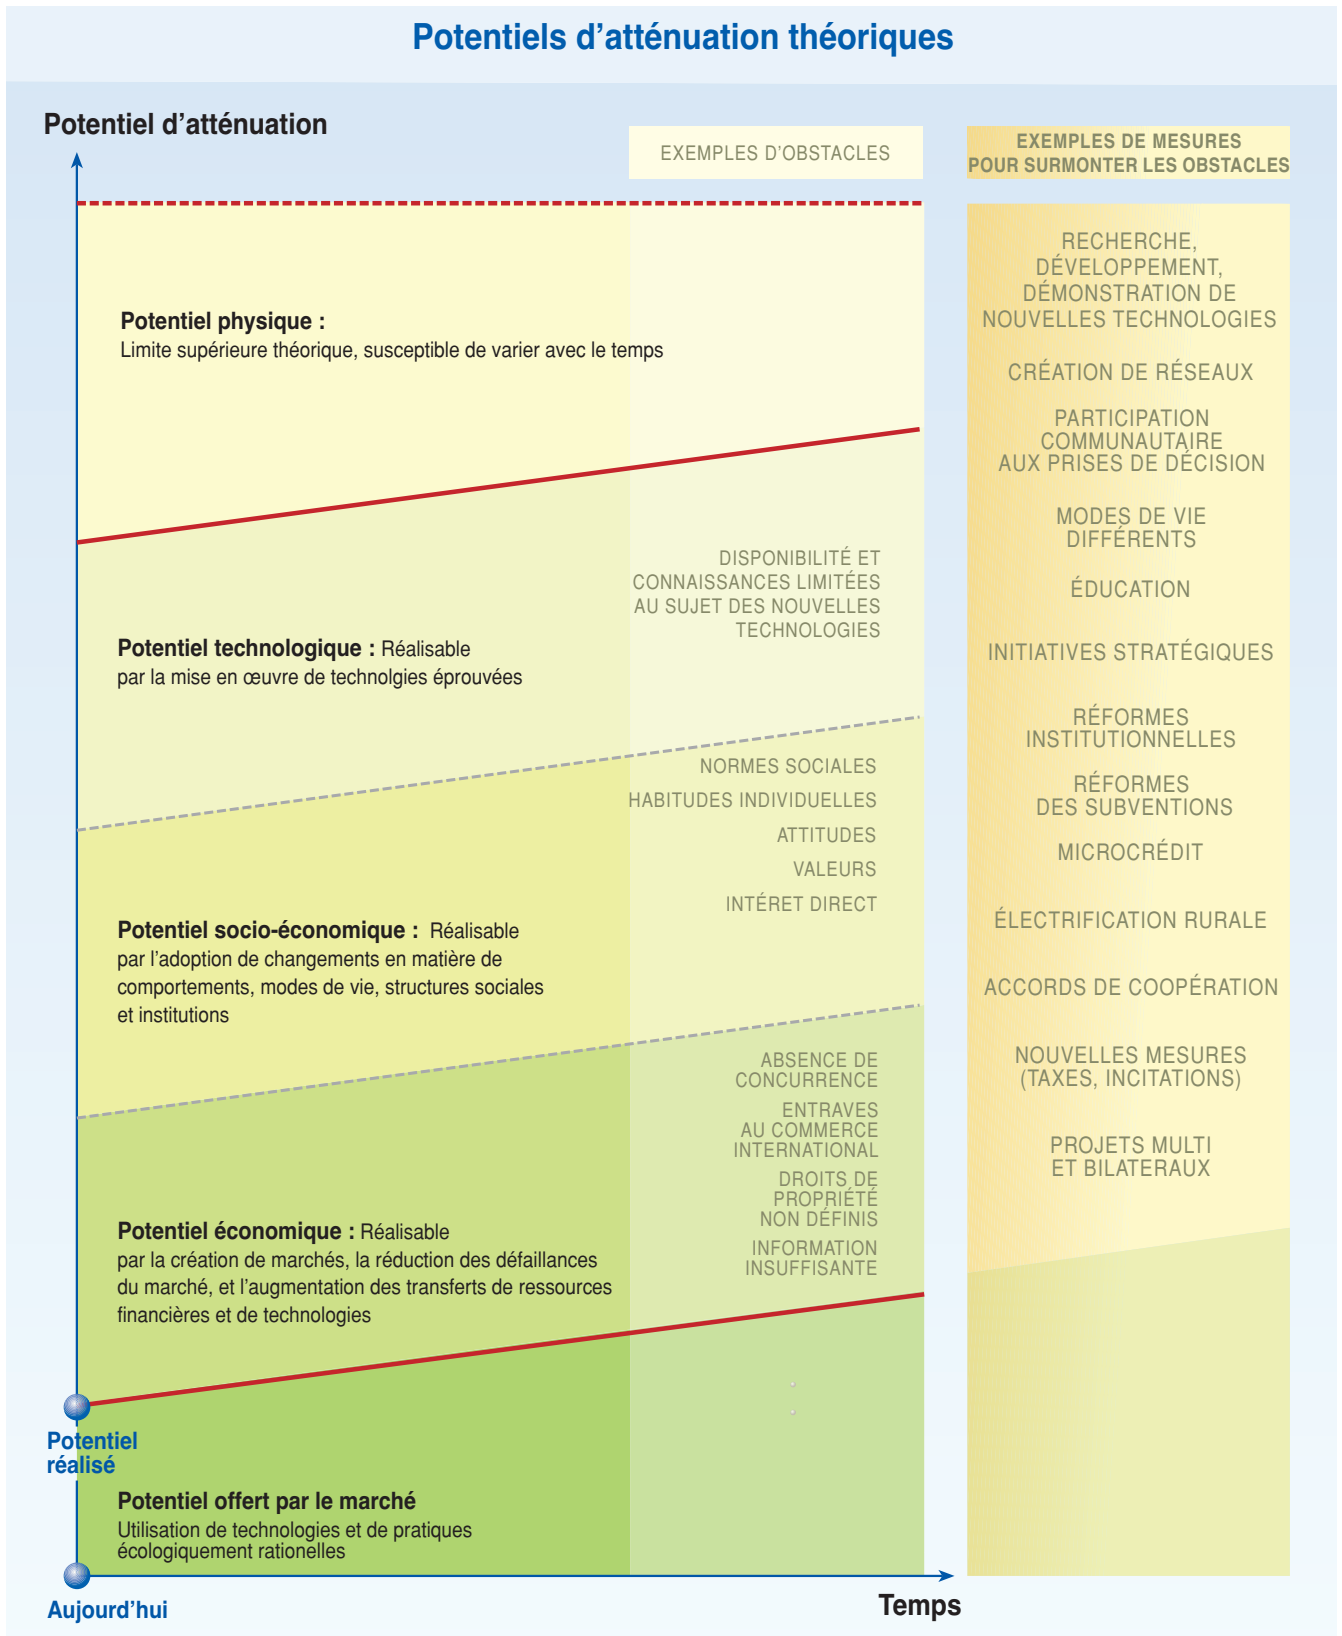 Potentiels d'atténuation théoriques
Potentiel d'atténuation
EXEMPLES D'OBSTACLES
EXEMPLES DE MESURES
POUR SURMONTER LES OBSTACLES
Potentiel physique :
Limite supérieure théorique, susceptible de varier avec le temps
Potentiel technologique : Réalisable
par la mise en œuvre de technolgies éprouvées
Potentiel socio-économique : Réalisable
par l'adoption de changements en matière de
comportements, modes de vie, structures sociales
et institutions
Potentiel économique : Réalisable
par la création de marchés, la réduction des défaillances
du marché, et l'augmentation des transferts de ressources
financières et de technologies
Potentiel
réalisé
Potentiel offert par le marché
Utilisation de technologies et de pratiques
écologiquement rationelles
Aujourd'hui
Temps
DISPONIBILITÉ ET
CONNAISSANCES LIMITÉES
AU SUJET DES NOUVELLES
TECHNOLOGIES
NORMES SOCIALES
HABITUDES INDIVIDUELLES
ATTITUDES
VALEURS
INTÉRET DIRECT
ABSENCE DE
CONCURRENCE
ENTRAVES
AU COMMERCE
INTERNATIONAL
DROITS DE
PROPRIÉTÉ
NON DÉFINIS
INFORMATION
INSUFFISANTE
RECHERCHE,
DÉVELOPPEMENT,
DÉMONSTRATION DE
NOUVELLES TECHNOLOGIES
CRÉATION DE RÉSEAUX
PARTICIPATION
COMMUNAUTAIRE
AUX PRISES DE DÉCISION
MODES DE VIE
DIFFÉRENTS
ÉDUCATION
INITIATIVES STRATÉGIQUES
RÉFORMES
INSTITUTIONNELLES
RÉFORMES
DES SUBVENTIONS
MICROCRÉDIT
ÉLECTRIFICATION RURALE
ACCORDS DE COOPÉRATION
NOUVELLES MESURES
(TAXES, INCITATIONS)
PROJETS MULTI
ET BILATERAUX